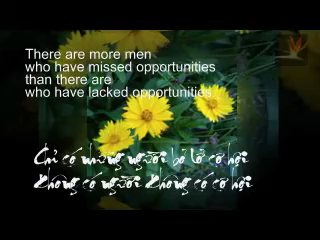 There are more men
who have missed opportunities
than there are
who have lacked opportunities
Chỉ có những người bỏ lỡ cơ hội
Không có người không có cơ hội